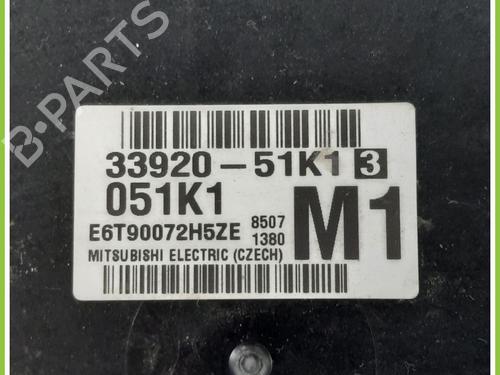 B-PARTS
33920-51K1 3
051K1
M1
E6T90072H5ZE
8507
1380
MITSUBISHI ELECTRIC (CZECH)